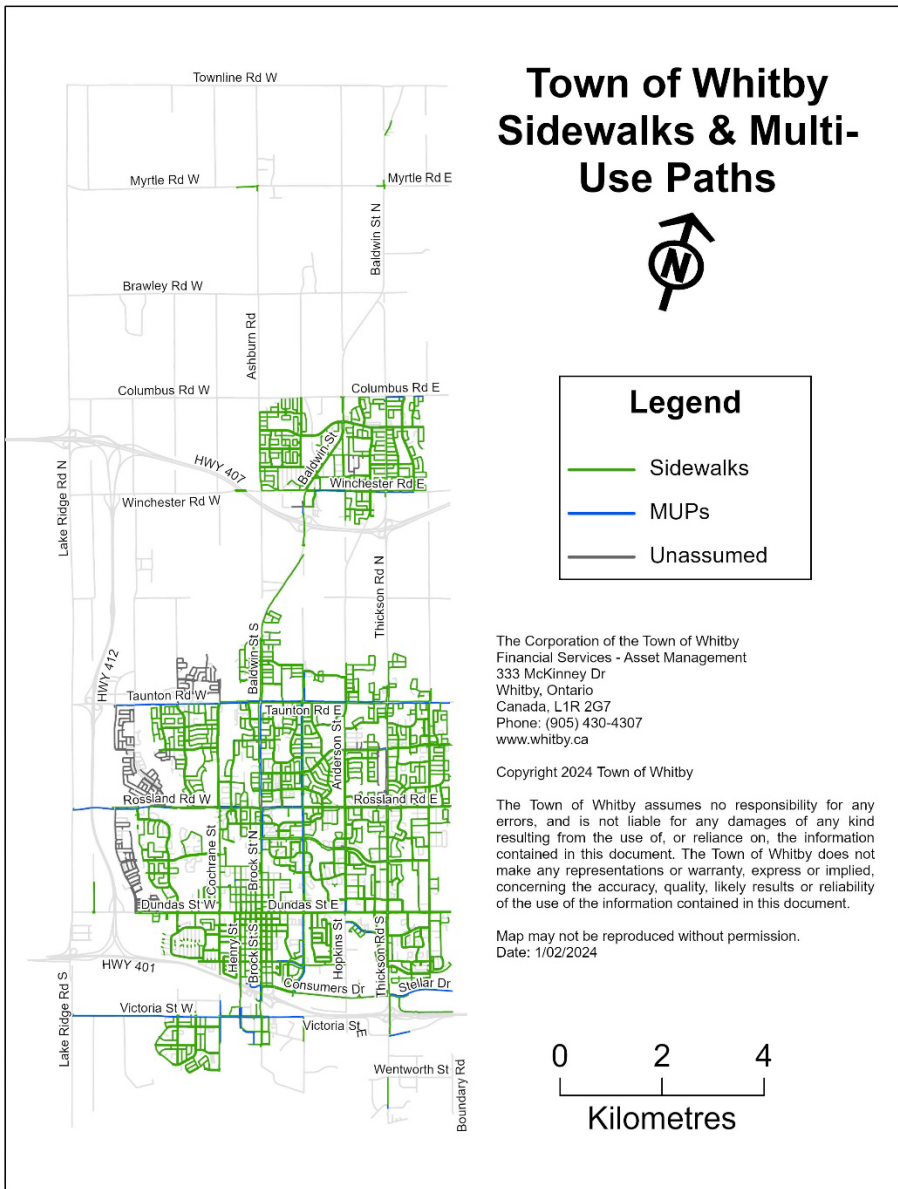 Town of Whitby
Sidewalks & Multi-
Use Paths
N
Townline Rd W
Myrtle Rd W
Myrtle Rd E
Baldwin St N
Brawley Rd W
Ashburn Rd
Columbus Rd W
Columbus Rd E
Baldwin St
HWY 407
Lake Ridge Rd N
Winchester Rd W
Winchester Rd E
Thickson Rd N
Baldwin St S
HWY 412
Taunton Rd W
Taunton Rd E
Anderson St
Rossland Rd W
Rossland Rd E
Cochrane St
Brock St N
Dundas St W
Dundas St E
Henry St
Brock St S
Hopkins St
Thickson Rd S
HWY 401
Consumers Dr
Stellar Dr
Lake Ridge Rd S
Victoria St W
Victoria St E
Wentworth St
Boundary Rd
Legend
Sidewalks
MUPs
Unassumed
The Corporation of the Town of Whitby
Financial Services - Asset Management
333 McKinney Dr
Whitby, Ontario
Canada, L1R 2G7
Phone: (905) 430-4307
www.whitby.ca
Copyright 2024 Town of Whitby
The Town of Whitby assumes no responsibility for any
errors, and is not liable for any damages of any kind
resulting from the use of, or reliance on, the information
contained in this document. The Town of Whitby does not
make any representations or warranty, express or implied,
concerning the accuracy, quality, likely results or reliability
of the use of the information contained in this document.
Map may not be reproduced without permission.
Date: 1/02/2024
0 2 4
Kilometres